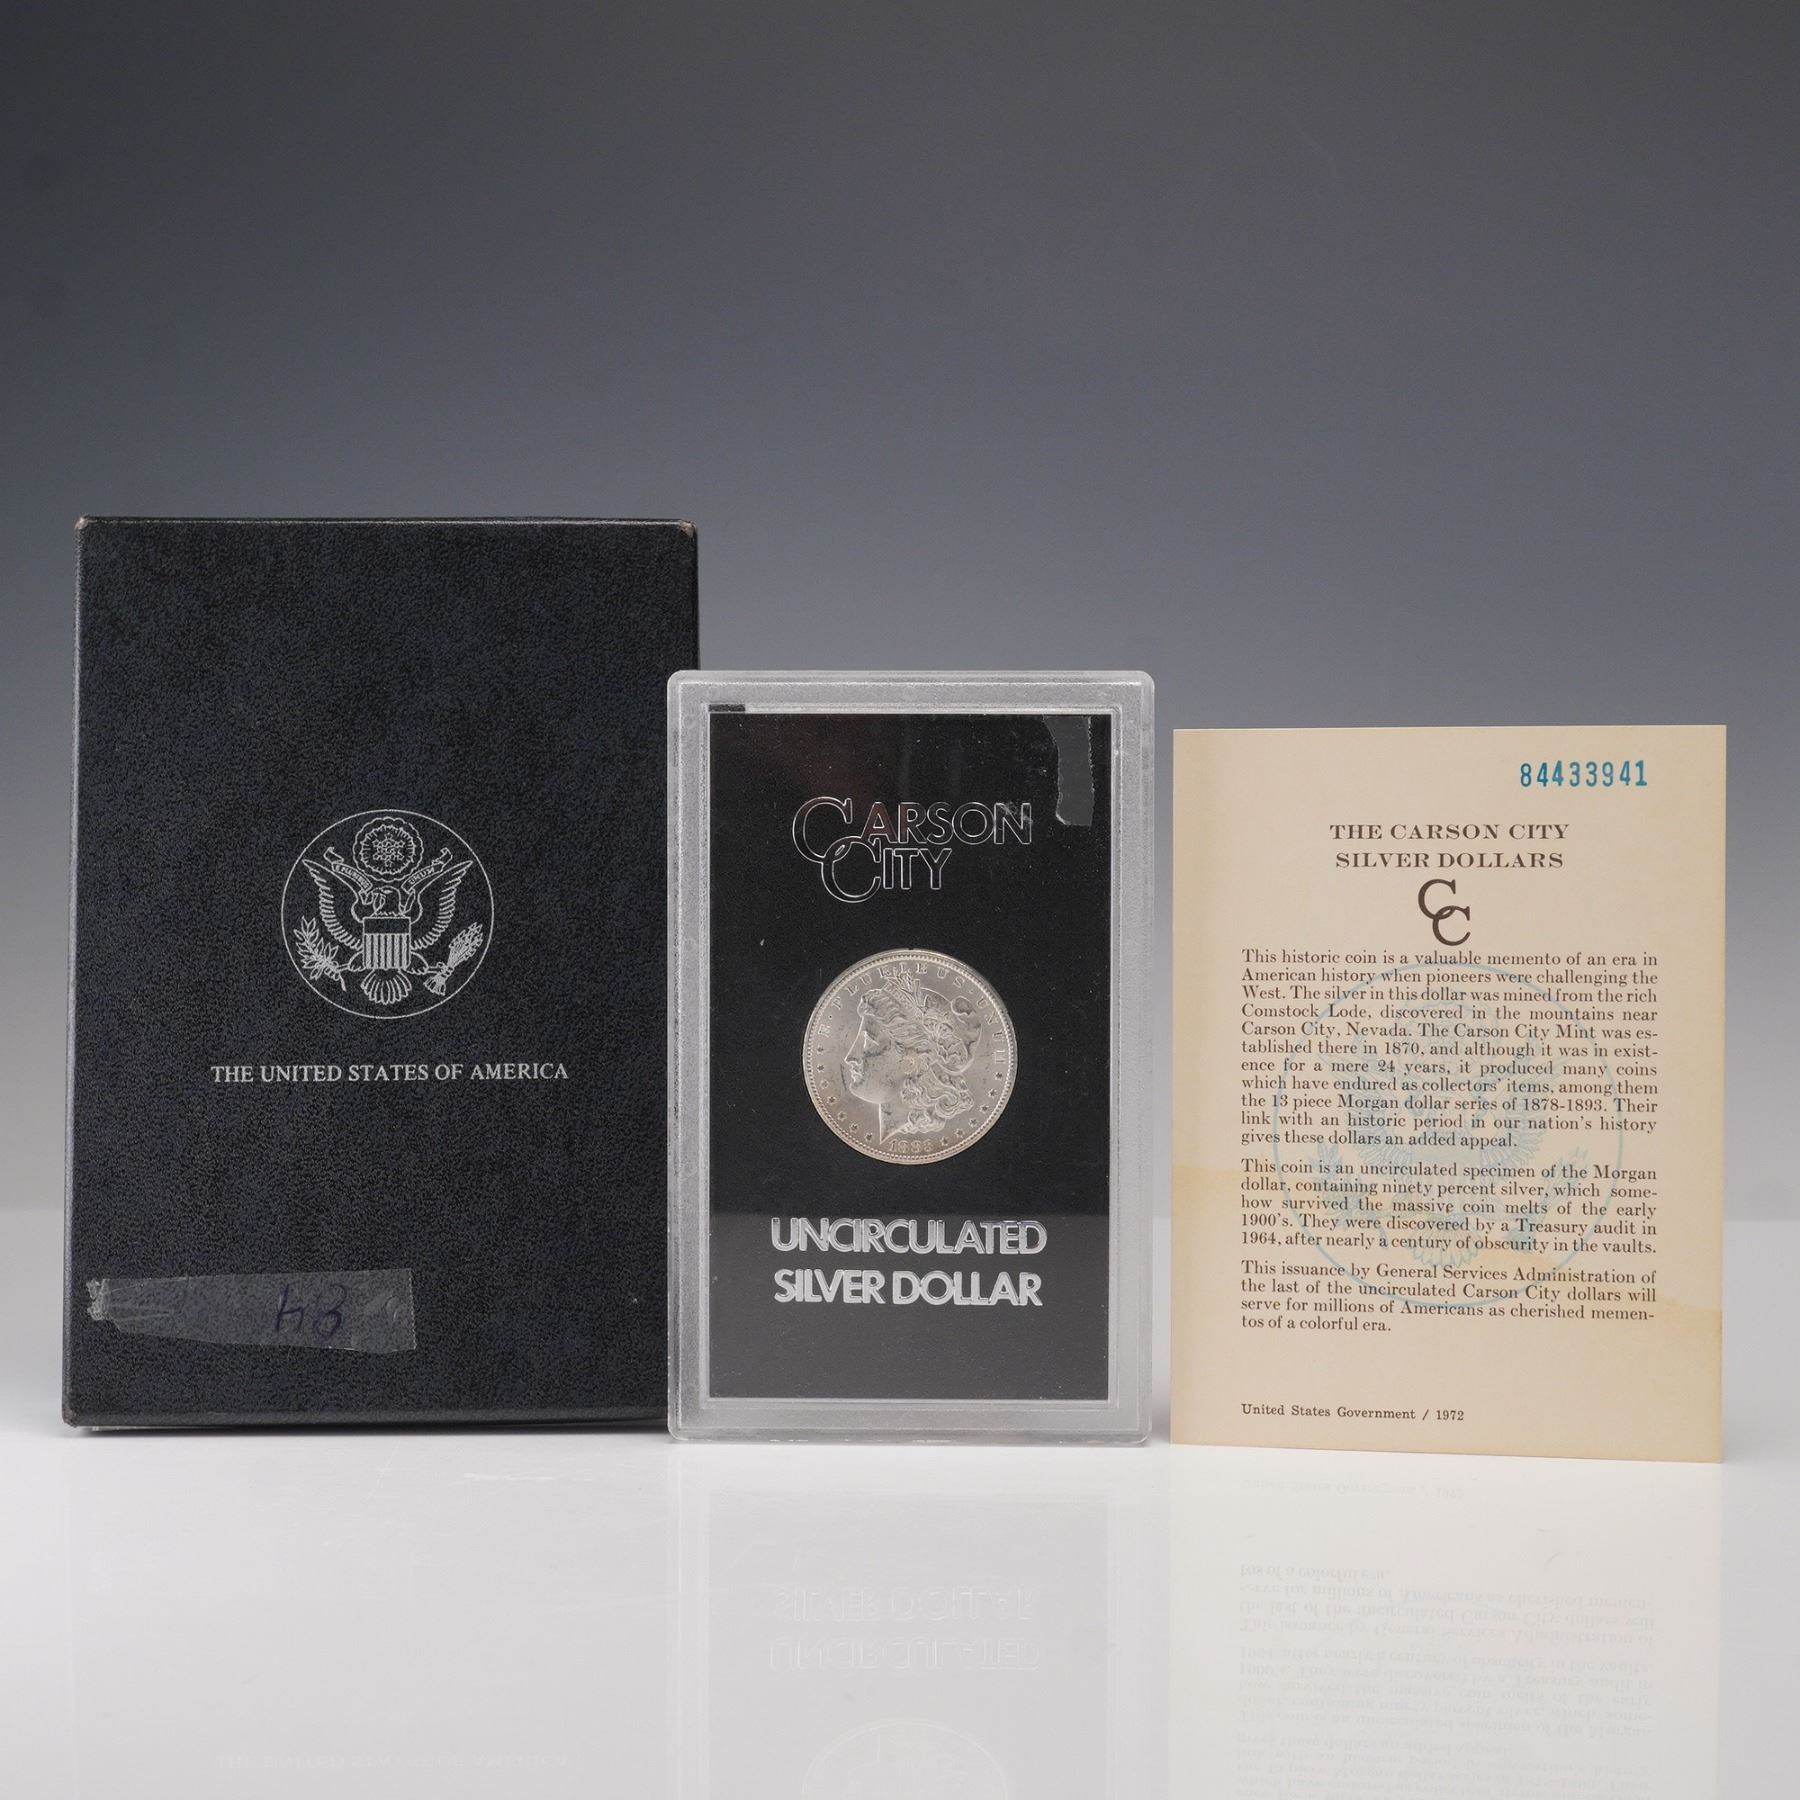 E PLURIBUS UNUM
THE UNITED STATES OF AMERICA
CARSON
CITY
E·PLURIBUS·UNUM
1883
UNCIRCULATED
SILVER DOLLAR
84433941
THE CARSON CITY
SILVER DOLLARS
CC
This historic coin is a valuable memento of an era in
American history when pioneers were challenging the
West. The silver in this dollar was mined from the rich
Comstock Lode, discovered in the mountains near
Carson City, Nevada. The Carson City Mint was es-
tablished there in 1870, and although it was in exist-
ence for a mere 24 years, it produced many coins
which have endured as collectors' items, among them
the 13 piece Morgan dollar series of 1878-1893. Their
link with an historic period in our nation's history
gives these dollars an added appeal.
This coin is an uncirculated specimen of the Morgan
dollar, containing ninety percent silver, which some-
how survived the massive coin melts of the early
1900's. They were discovered by a Treasury audit in
1964, after nearly a century of obscurity in the vaults.
This issuance by General Services Administration of
the last of the uncirculated Carson City dollars will
serve for millions of Americans as cherished memen-
tos of a colorful era.
United States Government / 1972